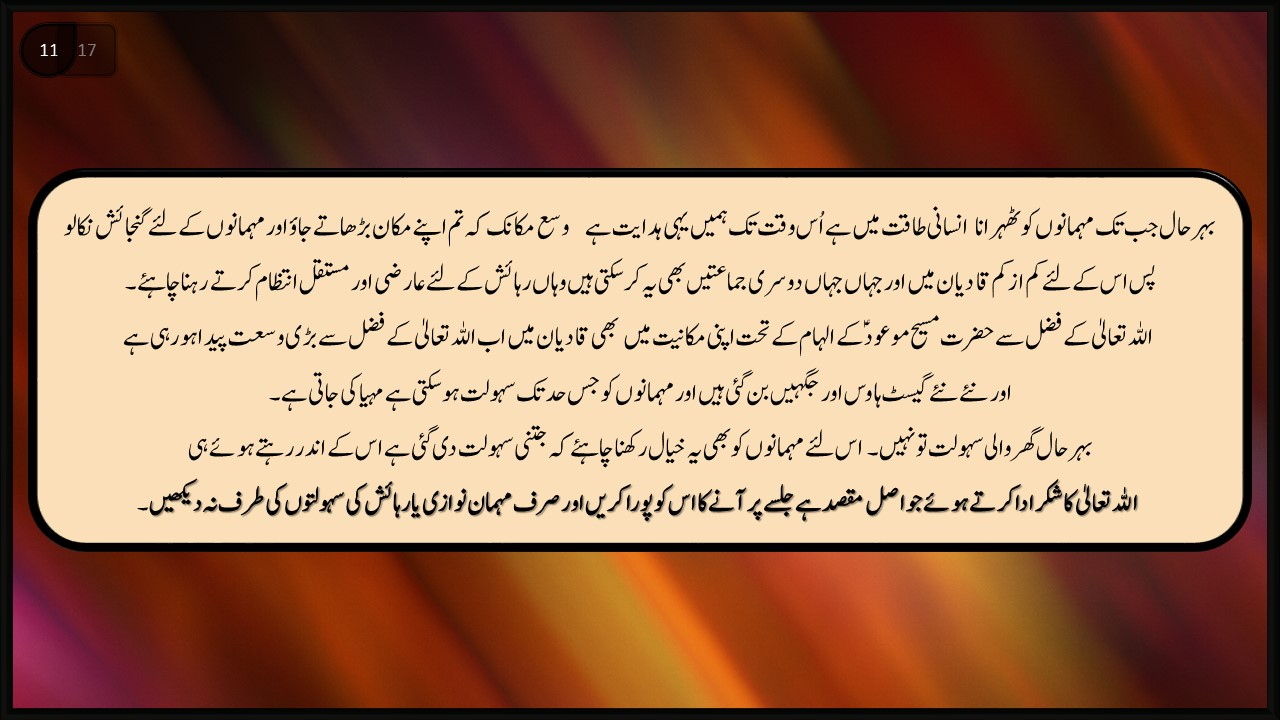 11 17
بہر حال جب تک مہمانوں کو ٹھہرانا انسانی طاقت میں ہے اُس وقت تک ہمیں یہی ہدایت ہے وسع مکانک کہ تم اپنے مکان بڑھاتے جاؤ اور مہمانوں کے لئے گنجائش نکالو
پس اس کے لئے کم از کم قادیان میں اور جہاں جہاں دوسری جماعتیں بھی یہ کر سکتی ہیں وہاں رہائش کے لئے عارضی اور مستقل انتظام کرتے رہنا چاہئے۔
اللہ تعالیٰ کے فضل سے حضرت مسیح موعودؑ کے الہام کے تحت اپنی مکانیت میں بھی قادیان میں اب اللہ تعالیٰ کے فضل سے بڑی وسعت پیدا ہو رہی ہے
اور نئے نئے گیسٹ ہاوس اور جگہیں بن گئی ہیں اور مہمانوں کو جس حد تک سہولت ہو سکتی ہے مہیا کی جاتی ہے۔
بہر حال گھر والی سہولت تو نہیں۔ اس لئے مہمانوں کو بھی یہ خیال رکھنا چاہئے کہ جتنی سہولت دی گئی ہے اس کے اندر رہتے ہوئے ہی
اللہ تعالیٰ کا شکر ادا کرتے ہوئے جو اصل مقصد ہے جلسے پر آنے کا اس کو پورا کریں اور صرف مہمان نوازی یا رہائش کی سہولتوں کی طرف نہ دیکھیں۔